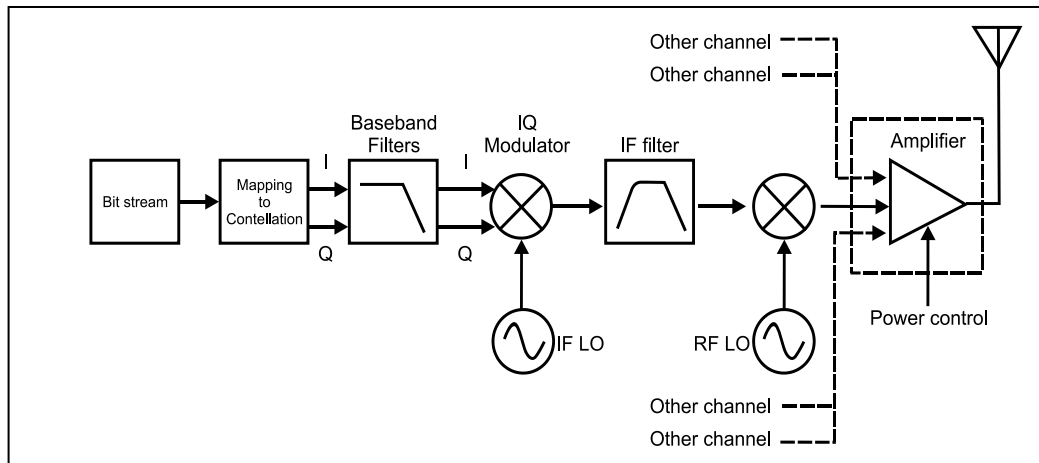 Other channel
Other channel
Amplifier
Baseband
Filters
IQ
Modulator
IF filter
I
I
Bit stream
Mapping
to
Contellation
Q
Q
IF LO
RF LO
Power control
Other channel
Other channel